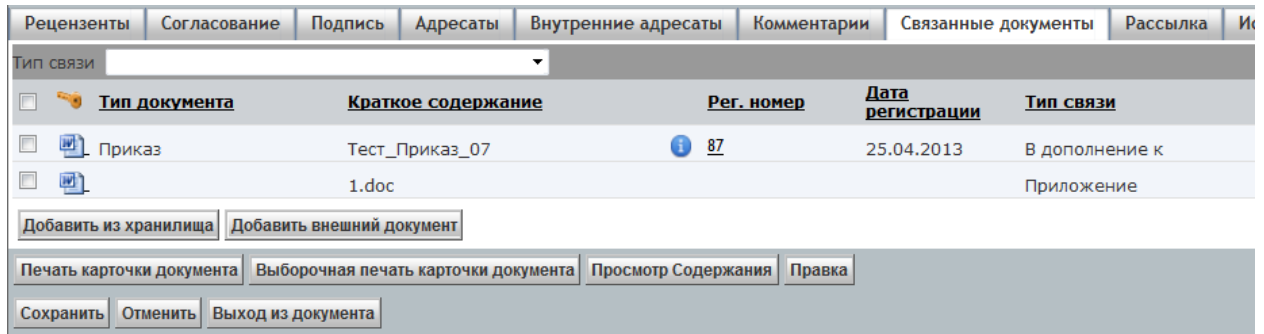 Рецензенты Согласование Подпись Адресаты Внутренние адресаты Комментарии Связанные документы Рассылка
Тип связи
Тип документа Краткое содержание Рег. номер Дата регистрации Тип связи
Приказ Тест_Приказ_07 87 25.04.2013 В дополнение к
1.doc Приложение
Добавить из хранилища Добавить внешний документ
Печать карточки документа Выборочная печать карточки документа Просмотр Содержания Правка
Сохранить Отменить Выход из документа